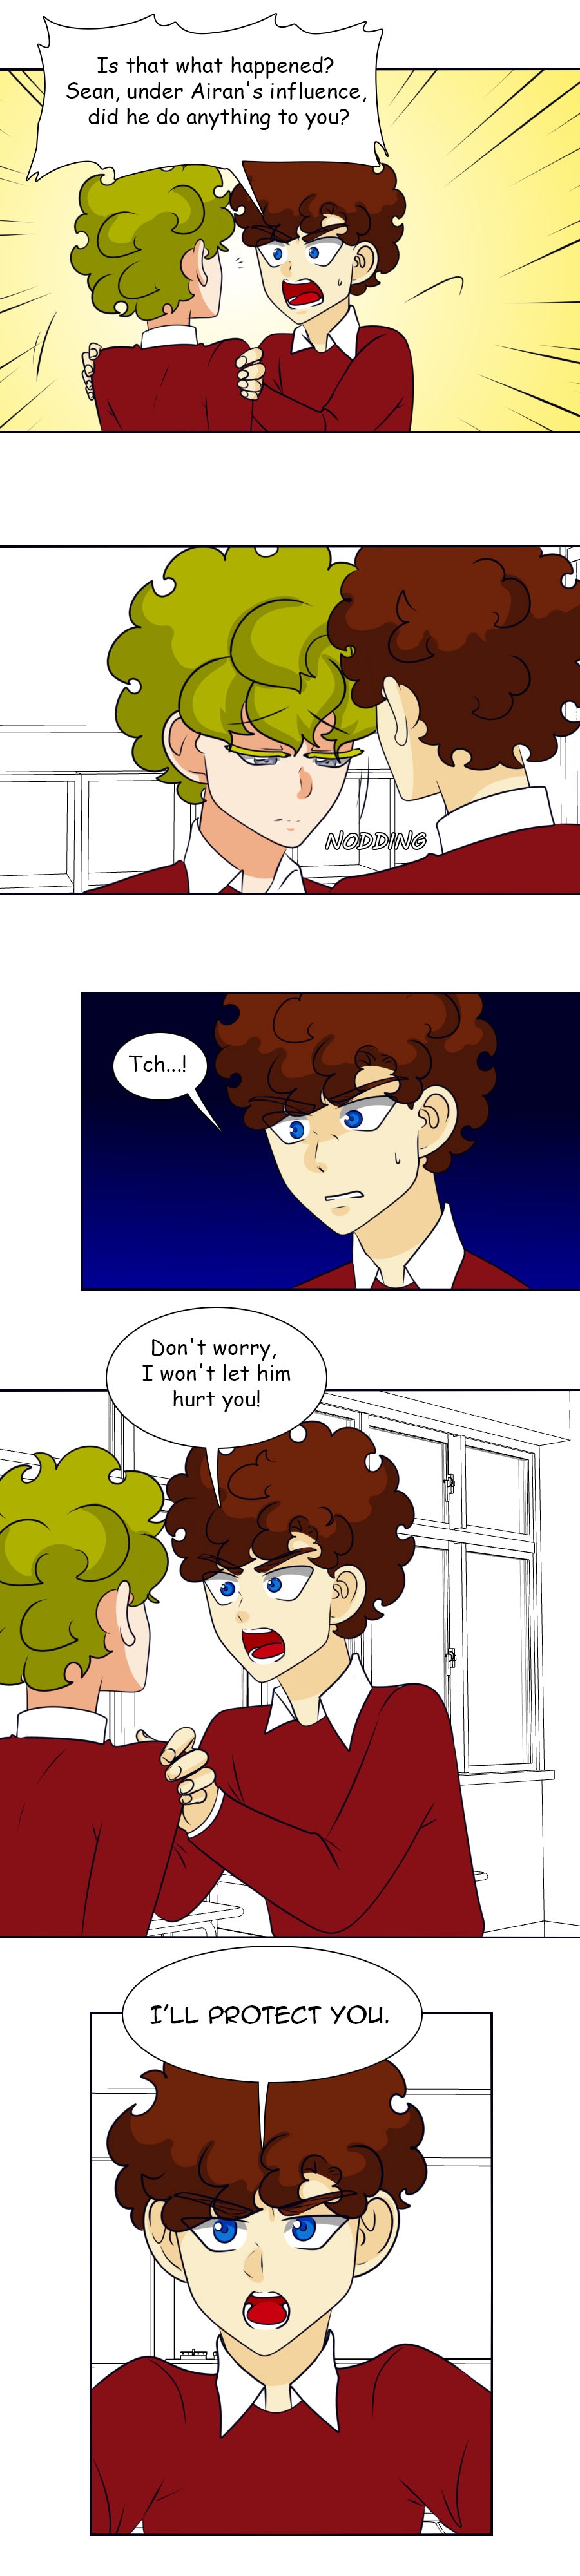 Is that what happened?
Sean, under Airan's influence,
did he do anything to you?
NODDING
Tch...!
Don't worry,
I won't let him
hurt you!
I'LL PROTECT YOU.